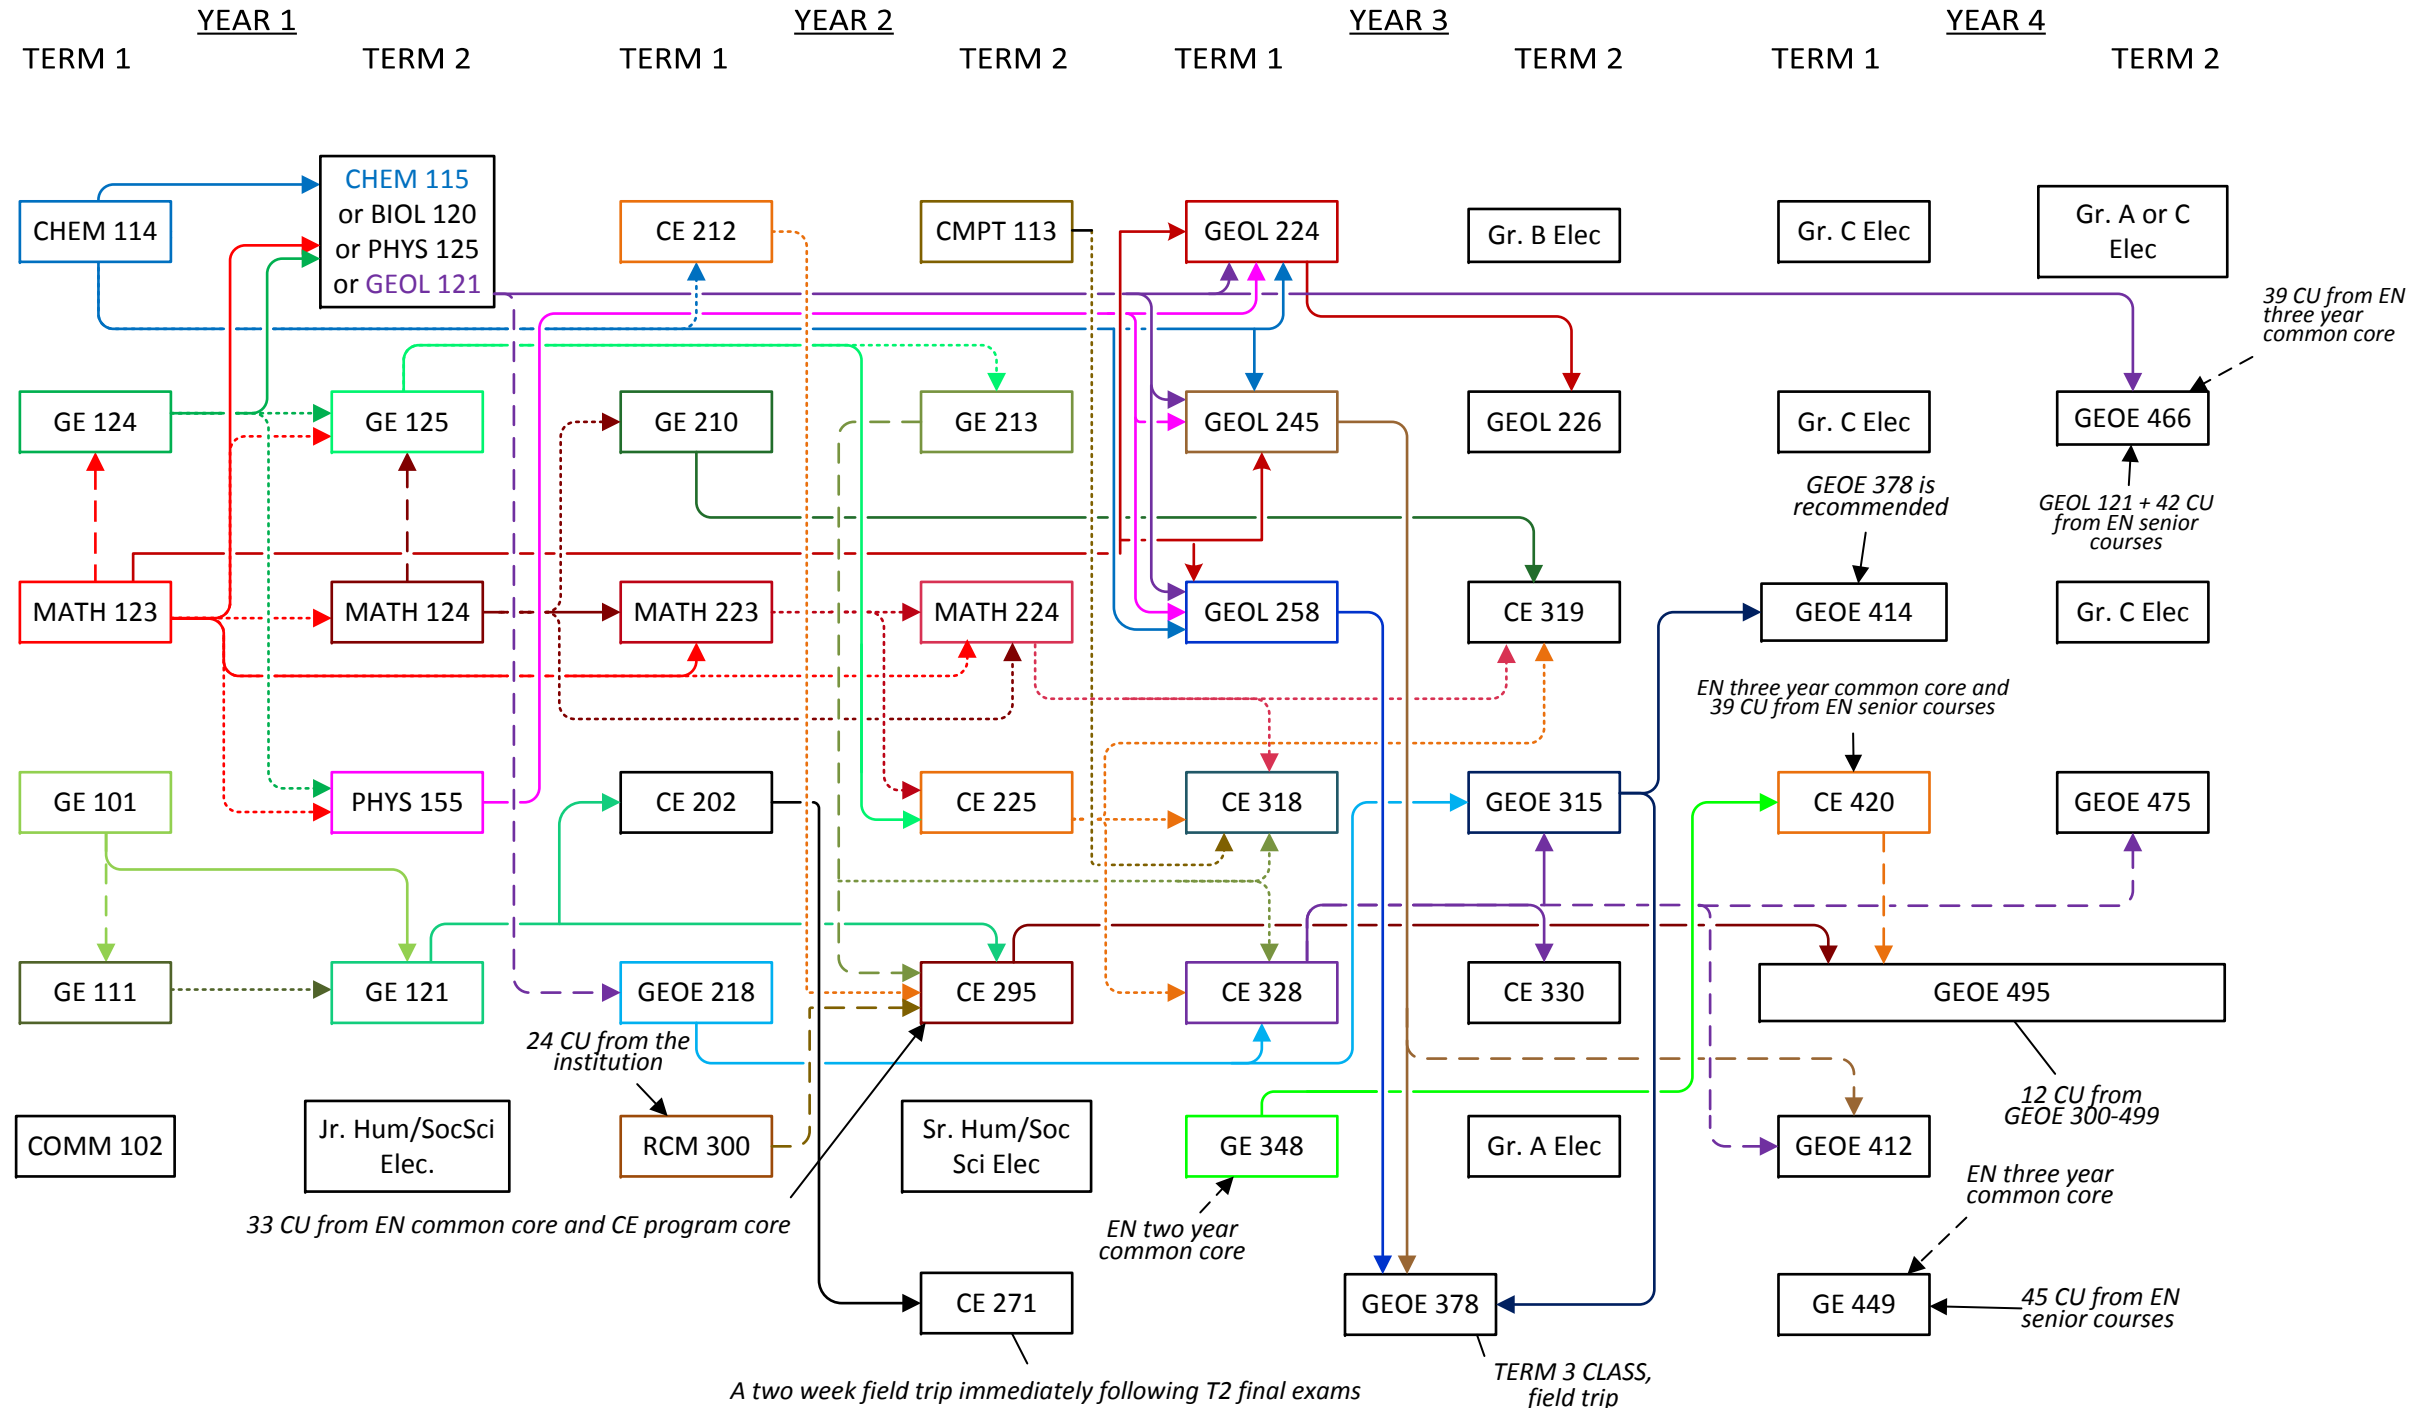 YEAR 1
YEAR 2
YEAR 3
YEAR 4
TERM 1
TERM 2
TERM 1
TERM 2
TERM 1
TERM 2
TERM 1
TERM 2
CHEM 114
CHEM 115
or BIOL 120
or PHYS 125
or GEOL 121
CE 212
CMPT 113
GEOL 224
Gr. B Elec
Gr. C Elec
Gr. A or C
Elec
39 CU from EN
three year
common core
GE 124
GE 125
GE 210
GE 213
GEOL 245
GEOL 226
Gr. C Elec
GEOE 466
GEOE 378 is
recommended
GEOL 121 + 42 CU
from EN senior
courses
MATH 123
MATH 124
MATH 223
MATH 224
GEOL 258
CE 319
GEOE 414
Gr. C Elec
EN three year common core and
39 CU from EN senior courses
GE 101
PHYS 155
CE 202
CE 225
CE 318
GEOE 315
CE 420
GEOE 475
GE 111
GE 121
GEOE 218
CE 295
CE 328
CE 330
GEOE 495
24 CU from the
institution
12 CU from
GEOE 300-499
COMM 102
Jr. Hum/SocSci
Elec.
RCM 300
Sr. Hum/Soc
Sci Elec
GE 348
Gr. A Elec
GEOE 412
33 CU from EN common core and CE program core
EN two year
common core
EN three year
common core
CE 271
GEOE 378
GE 449
45 CU from EN
senior courses
A two week field trip immediately following T2 final exams
TERM 3 CLASS,
field trip